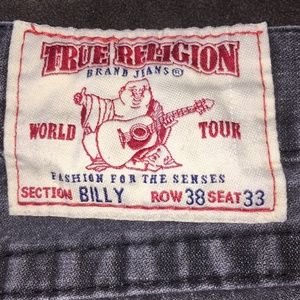 TRUE RELIGION
BRAND JEANS®
WORLD TOUR
FASHION FOR THE SENSES
SECTION BILLY ROW 38 SEAT 33